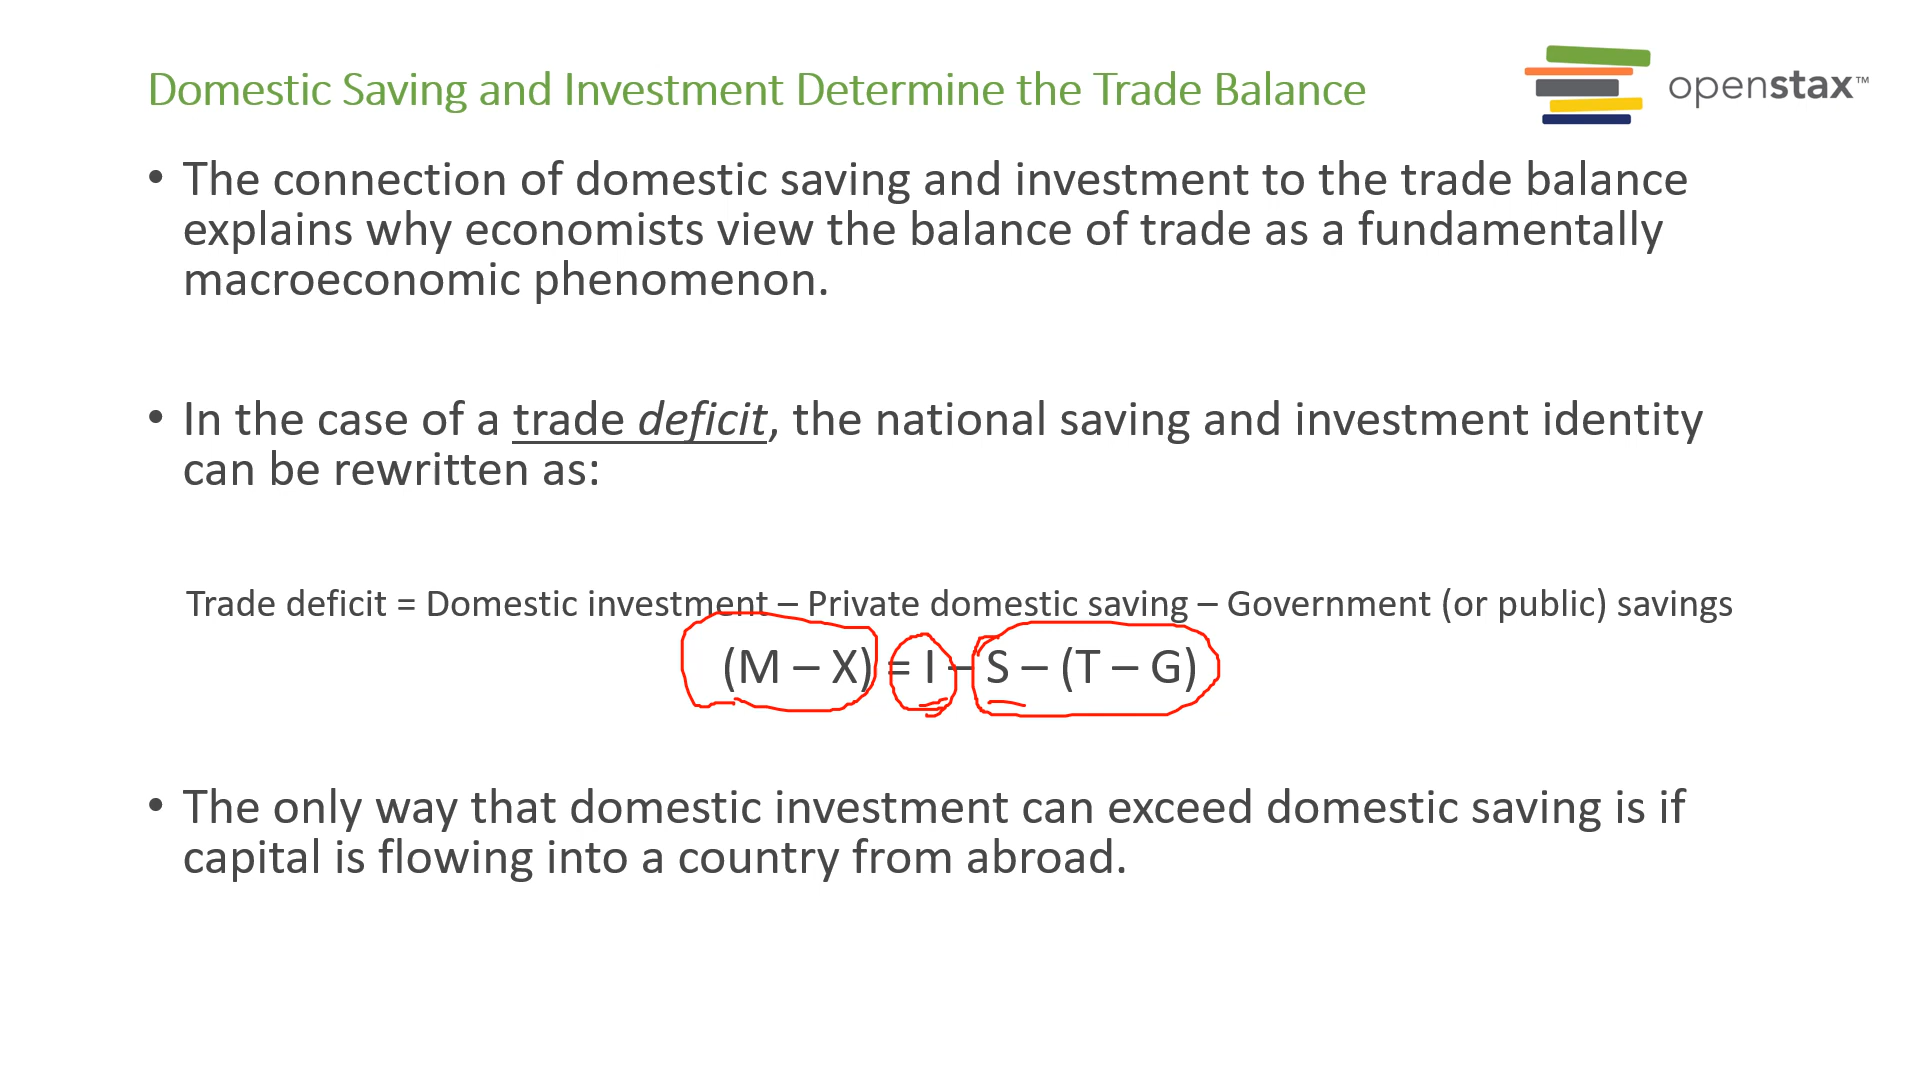 Domestic Saving and Investment Determine the Trade Balance
openstax™
• The connection of domestic saving and investment to the trade balance
explains why economists view the balance of trade as a fundamentally
macroeconomic phenomenon.
• In the case of a trade deficit, the national saving and investment identity
can be rewritten as:
Trade deficit = Domestic investment – Private domestic saving – Government (or public) savings
(M – X) = I – S – (T – G)
• The only way that domestic investment can exceed domestic saving is if
capital is flowing into a country from abroad.